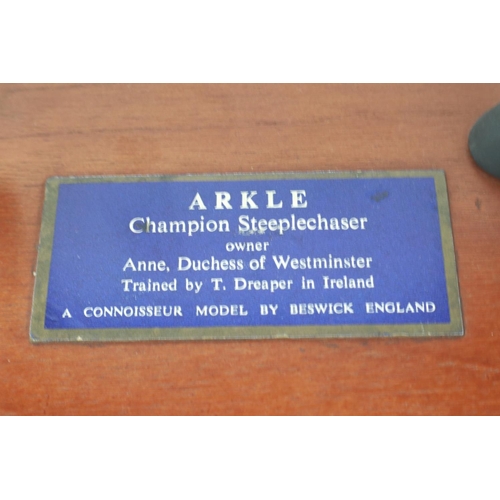 ARKLE
Champion Steeplechaser
owner
Anne, Duchess of Westminster
Trained by T. Dreaper in Ireland
A CONNOISSEUR MODEL BY BESWICK ENGLAND